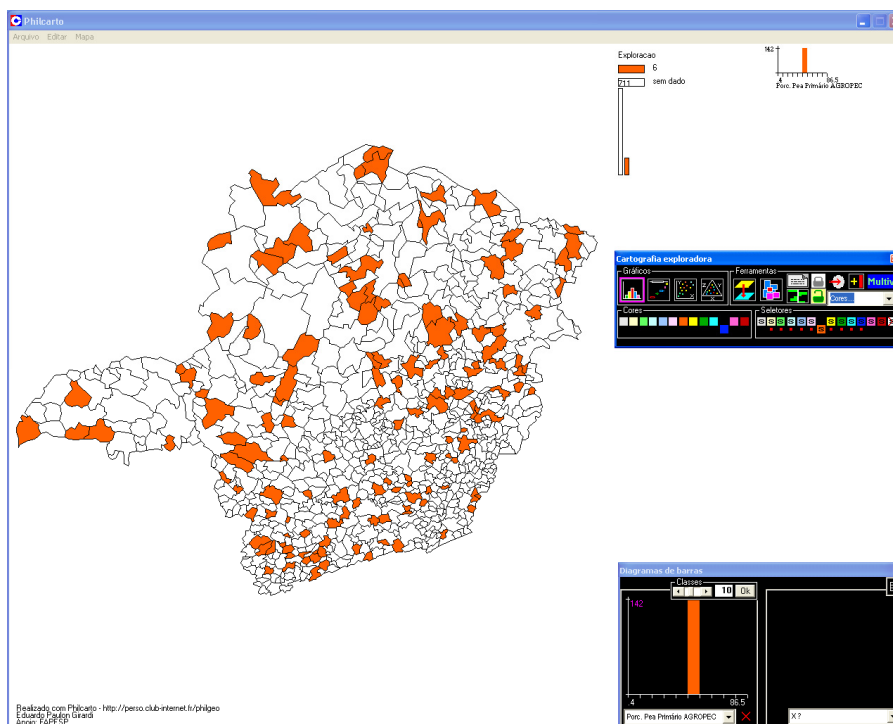 Philcarto
Arquivo Editar Mapa
Exploracao
6
711 sem dado
142
.4 86.5
Porc. Pea Primário AGROPEC
Cartografia exploradora
Gráficos Ferramentas
Multiv
Cores...
Cores Seletores
S S S S S S S S S S S S
Diagramas de barras
Classes
10 Ok
142
.4 86.5
Porc. Pea Primário AGROPEC
X ?
Realizado com Philcarto - http://perso.club-internet.fr/philgeo
Eduardo Paulon Girardi
Apoio: FAPESP